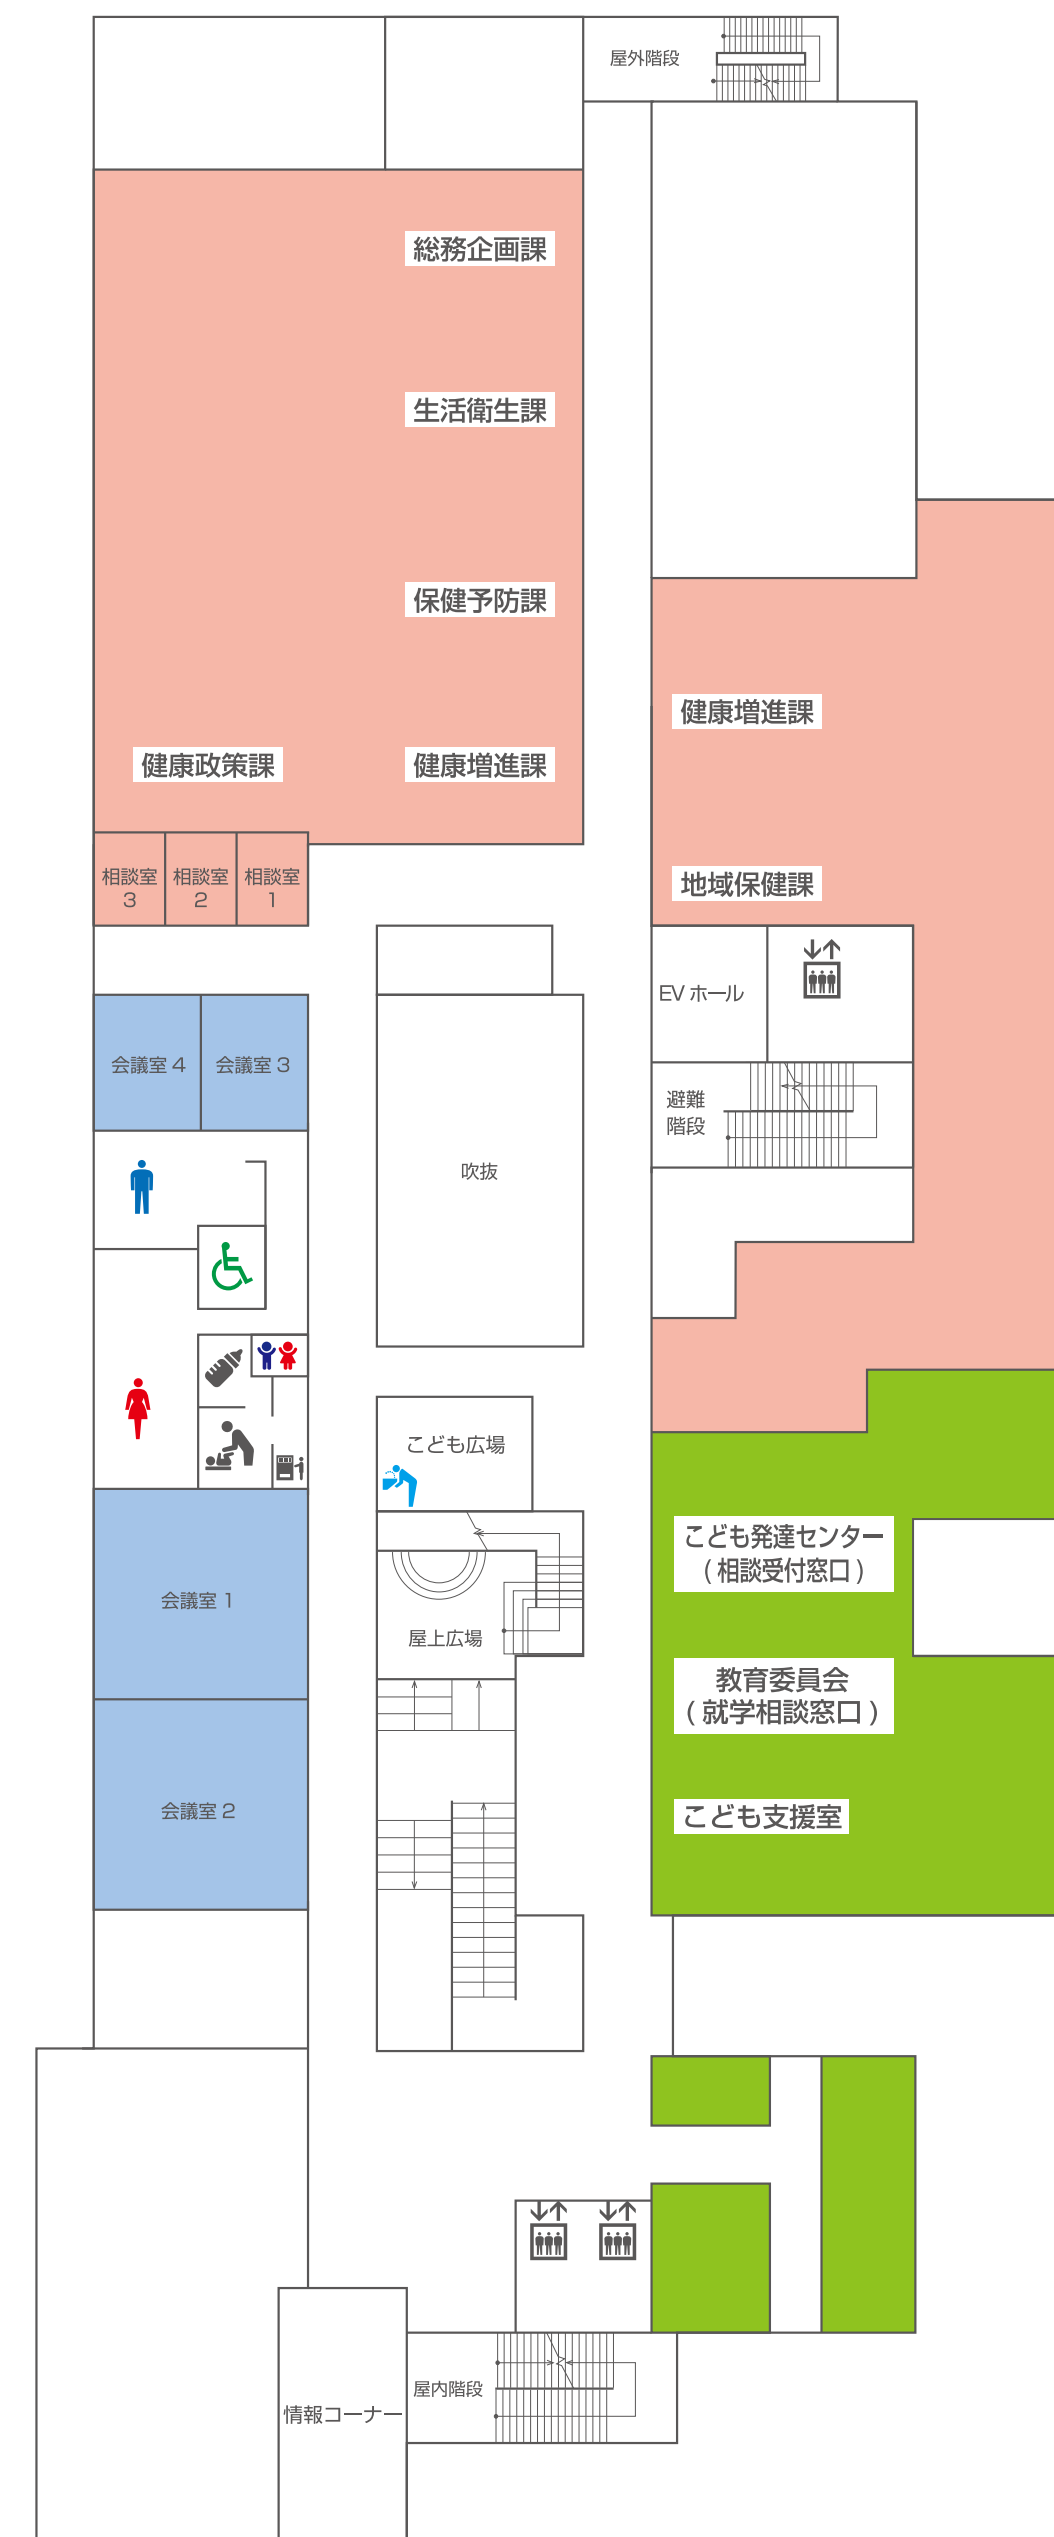 屋外階段
総務企画課
生活衛生課
保健予防課
健康増進課
健康政策課
健康増進課
相談室
3
相談室
2
相談室
1
地域保健課
EVホール
会議室4
会議室3
避難
階段
吹抜
こども広場
こども発達センター
(相談受付窓口)
会議室1
屋上広場
教育委員会
(就学相談窓口)
会議室2
こども支援室
屋内階段
情報コーナー